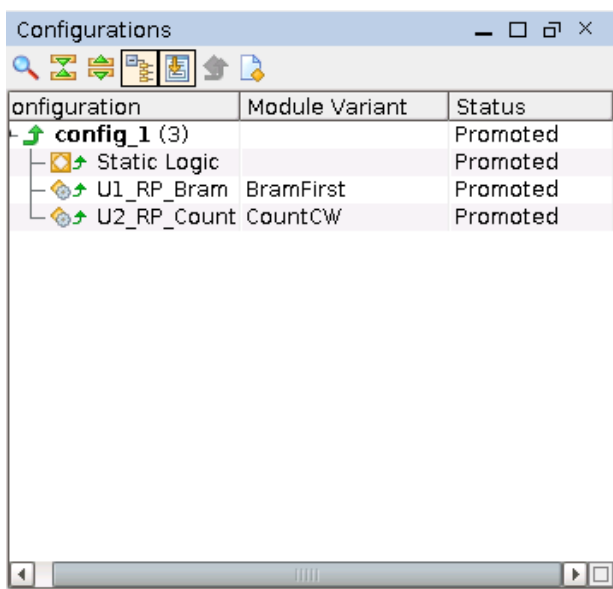 Configurations
onfiguration Module Variant Status
config_1 (3) Promoted
Static Logic Promoted
U1_RP_Bram BramFirst Promoted
U2_RP_Count CountCW Promoted